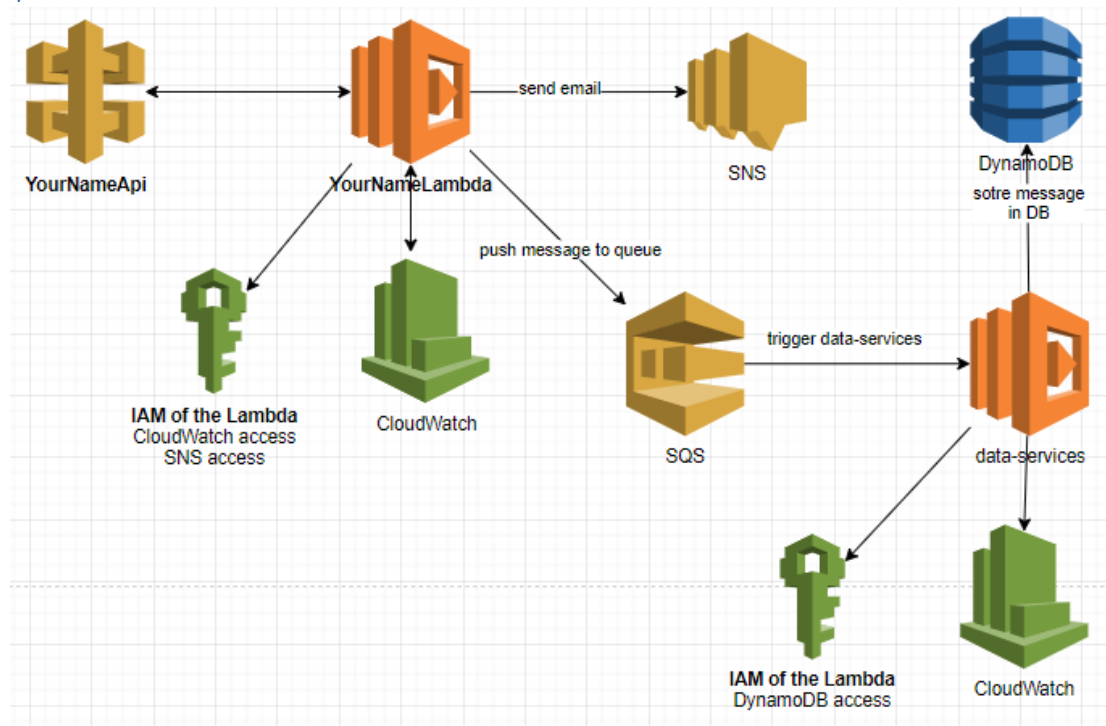 send email
YourNameApi
YourNameLambda
SNS
DynamoDB
sotre message
in DB
push message to queue
trigger data-services
IAM of the Lambda
CloudWatch access
SNS access
CloudWatch
SQS
data-services
IAM of the Lambda
DynamoDB access
CloudWatch